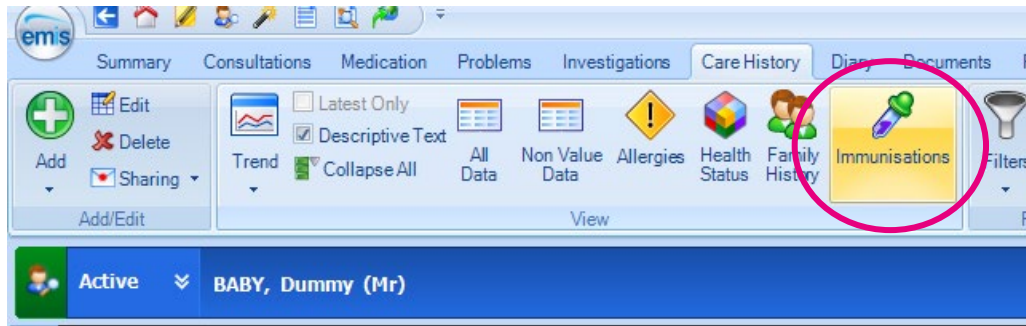 emis
Summary Consultations Medication Problems Investigations Care History Diary Documents
Add
Edit
Delete
Sharing
Add/Edit
Trend
Latest Only
Descriptive Text
Collapse All
All Data
Non Value Data
Allergies
Health Status
Family History
Immunisations
View
Filters
Active BABY, Dummy (Mr)